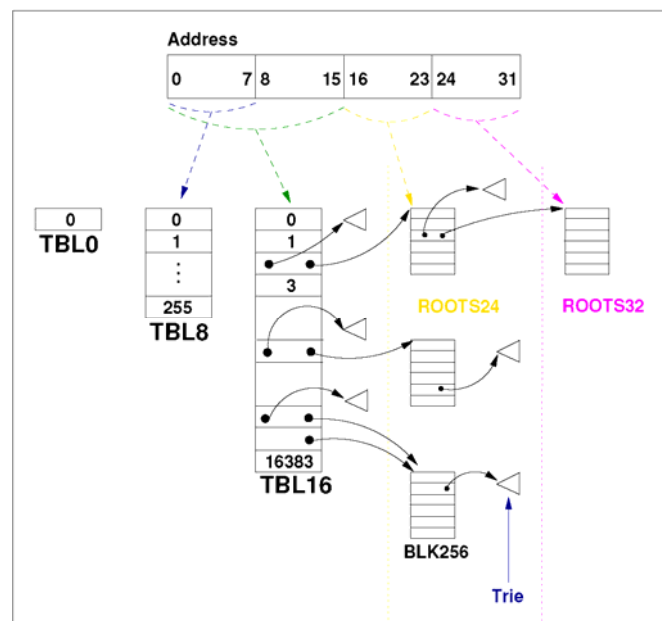 Address
0 7 8 15 16 23 24 31
0 0 0
TBL0 1 1
⋮
3 ROOTS24 ROOTS32
255
TBL8
16383
TBL16
BLK256
Trie